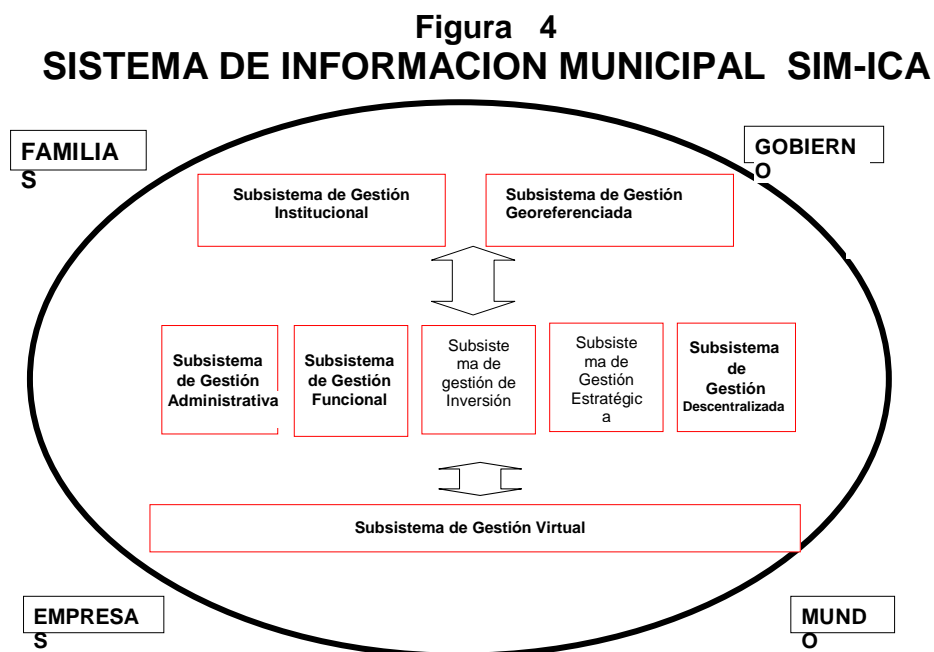 Figura 4
SISTEMA DE INFORMACION MUNICIPAL SIM-ICA
FAMILIA
S
GOBIERN
O
Subsistema de Gestión
Institucional
Subsistema de Gestión
Georeferenciada
Subsistema
de Gestión
Administrativa
Subsistema
de Gestión
Funcional
Subsiste
ma de
gestión de
Inversión
Subsiste
ma de
Gestión
Estratégic
a
Subsistema
de
Gestión
Descentralizada
Subsistema de Gestión Virtual
EMPRESA
S
MUND
O